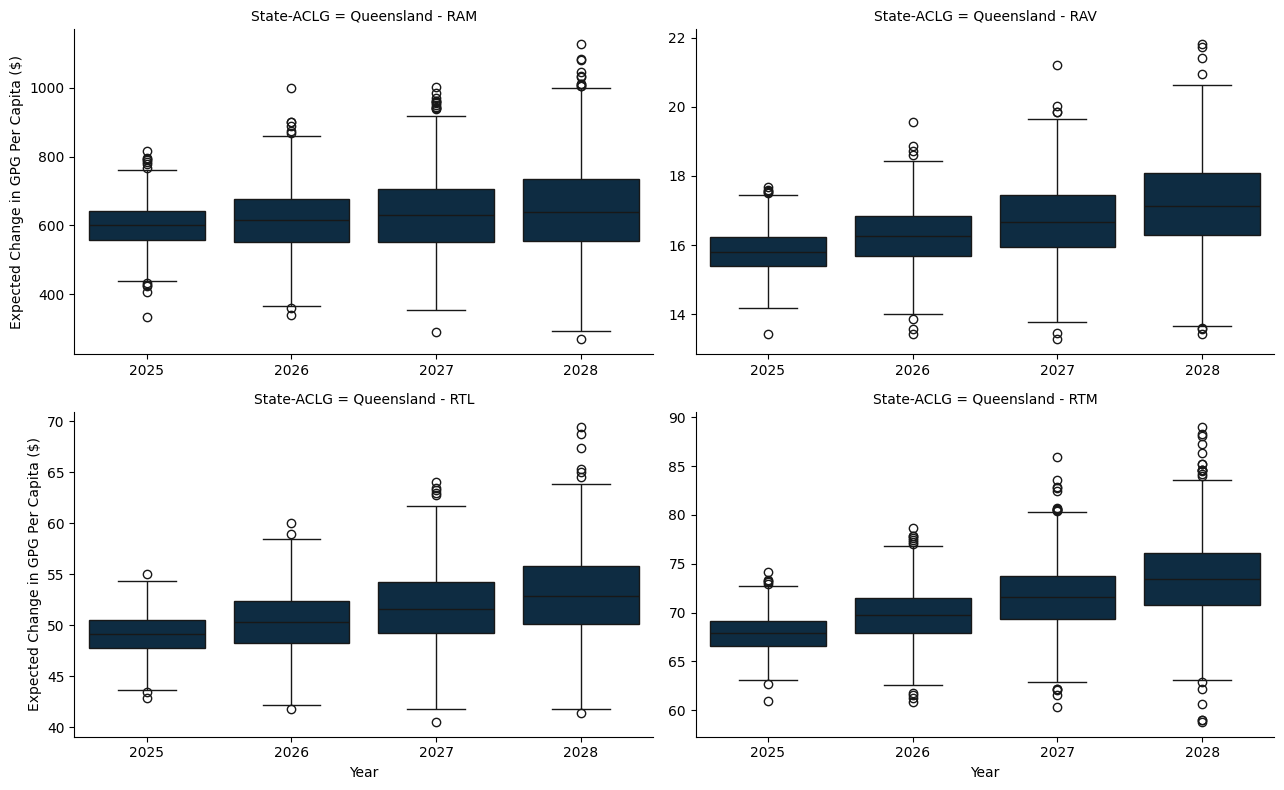 State-ACLG = Queensland - RAM
Expected Change in GPG Per Capita ($)
1000
800
600
400
2025 2026 2027 2028
State-ACLG = Queensland - RAV
22
20
18
16
14
2025 2026 2027 2028
State-ACLG = Queensland - RTL
Expected Change in GPG Per Capita ($)
70
65
60
55
50
45
40
2025 2026 2027 2028
Year
State-ACLG = Queensland - RTM
90
85
80
75
70
65
60
2025 2026 2027 2028
Year